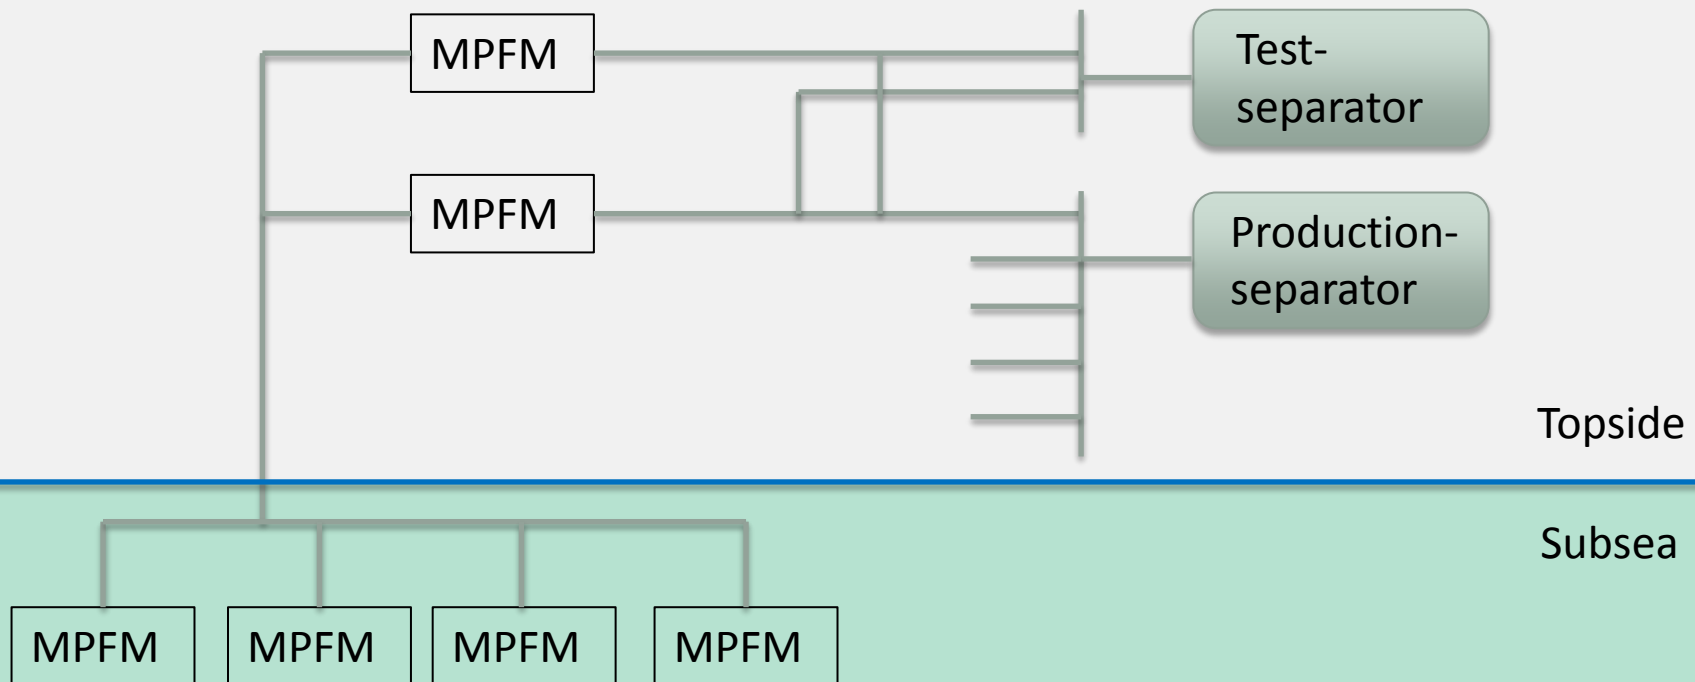 MPFM
Test-
separator
MPFM
Production-
separator
Topside
Subsea
MPFM
MPFM
MPFM
MPFM